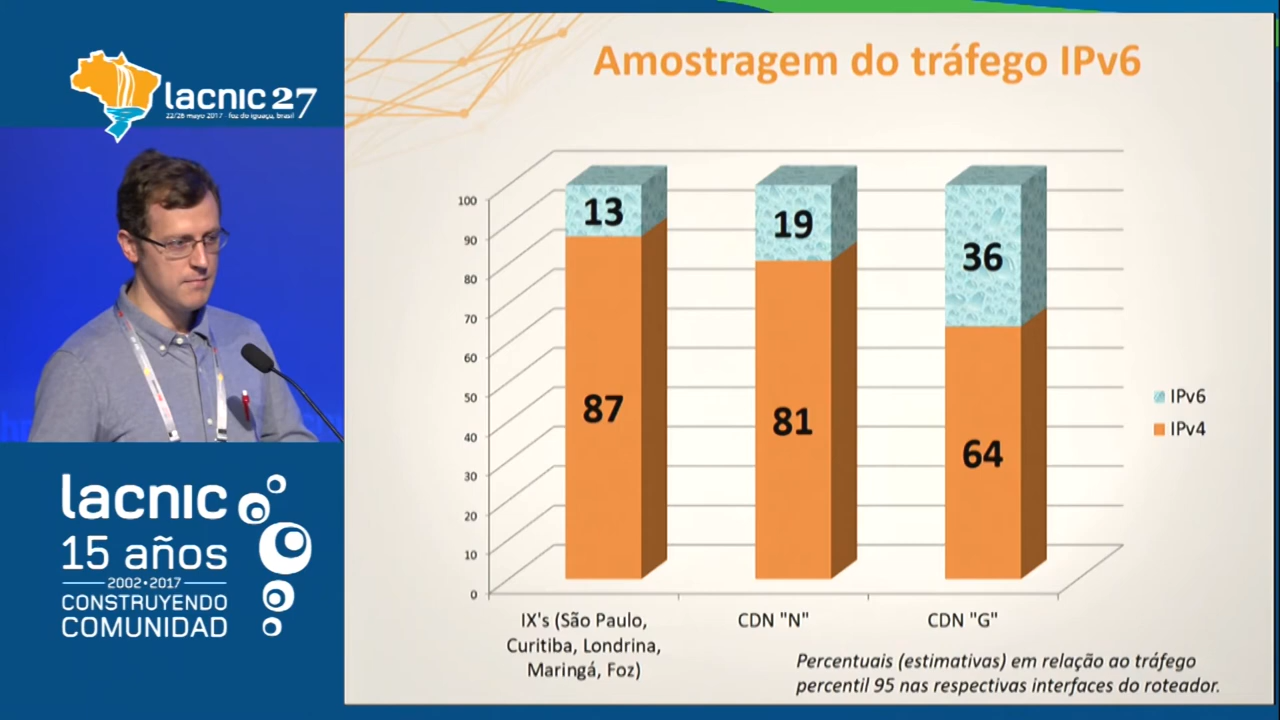 lacnic 27
22/26 mayo 2017 - foz do iguaçu, brasil
lacnic
15 años
2002•2017
CONSTRUYENDO
COMUNIDAD
Amostragem do tráfego IPv6
100
90
80
70
60
50
40
30
20
10
0
13
87
19
81
36
64
IPv6
IPv4
IX's (São Paulo,
Curitiba, Londrina,
Maringá, Foz)
CDN "N"
CDN "G"
Percentuais (estimativas) em relação ao tráfego
percentil 95 nas respectivas interfaces do roteador.